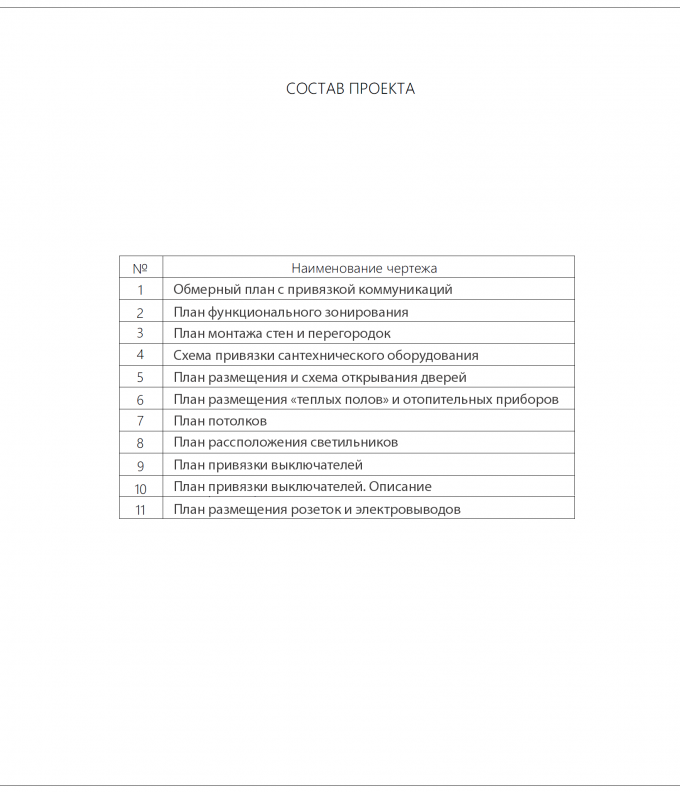 СОСТАВ ПРОЕКТА
№ Наименование чертежа
1 Обмерный план с привязкой коммуникаций
2 План функционального зонирования
3 План монтажа стен и перегородок
4 Схема привязки сантехнического оборудования
5 План размещения и схема открывания дверей
6 План размещения «теплых полов» и отопительных приборов
7 План потолков
8 План рассположения светильников
9 План привязки выключателей
10 План привязки выключателей. Описание
11 План размещения розеток и электровыводов